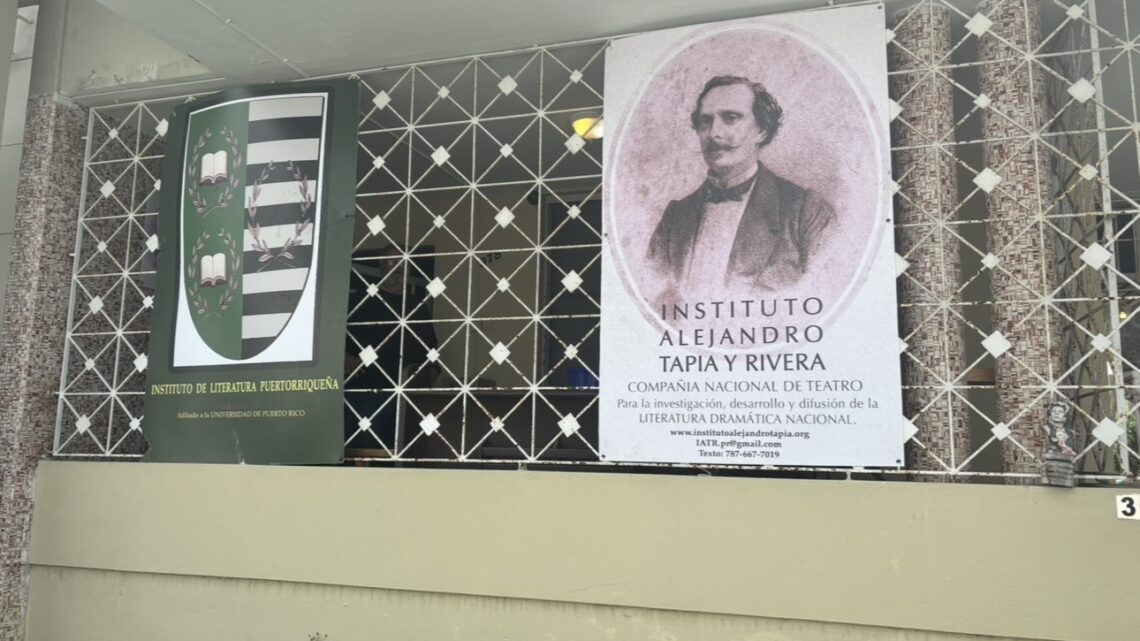 INSTITUTO DE LITERATURA PUERTORRIQUEÑA
Afiliado a la UNIVERSIDAD DE PUERTO RICO
INSTITUTO
ALEJANDRO
TAPIA Y RIVERA
COMPAÑIA NACIONAL DE TEATRO
Para la investigación, desarrollo y difusión de la
LITERATURA DRAMÁTICA NACIONAL.
www.institutoalejandrotapia.org
IATR.pr@gmail.com
Texto: 787-667-7019
3